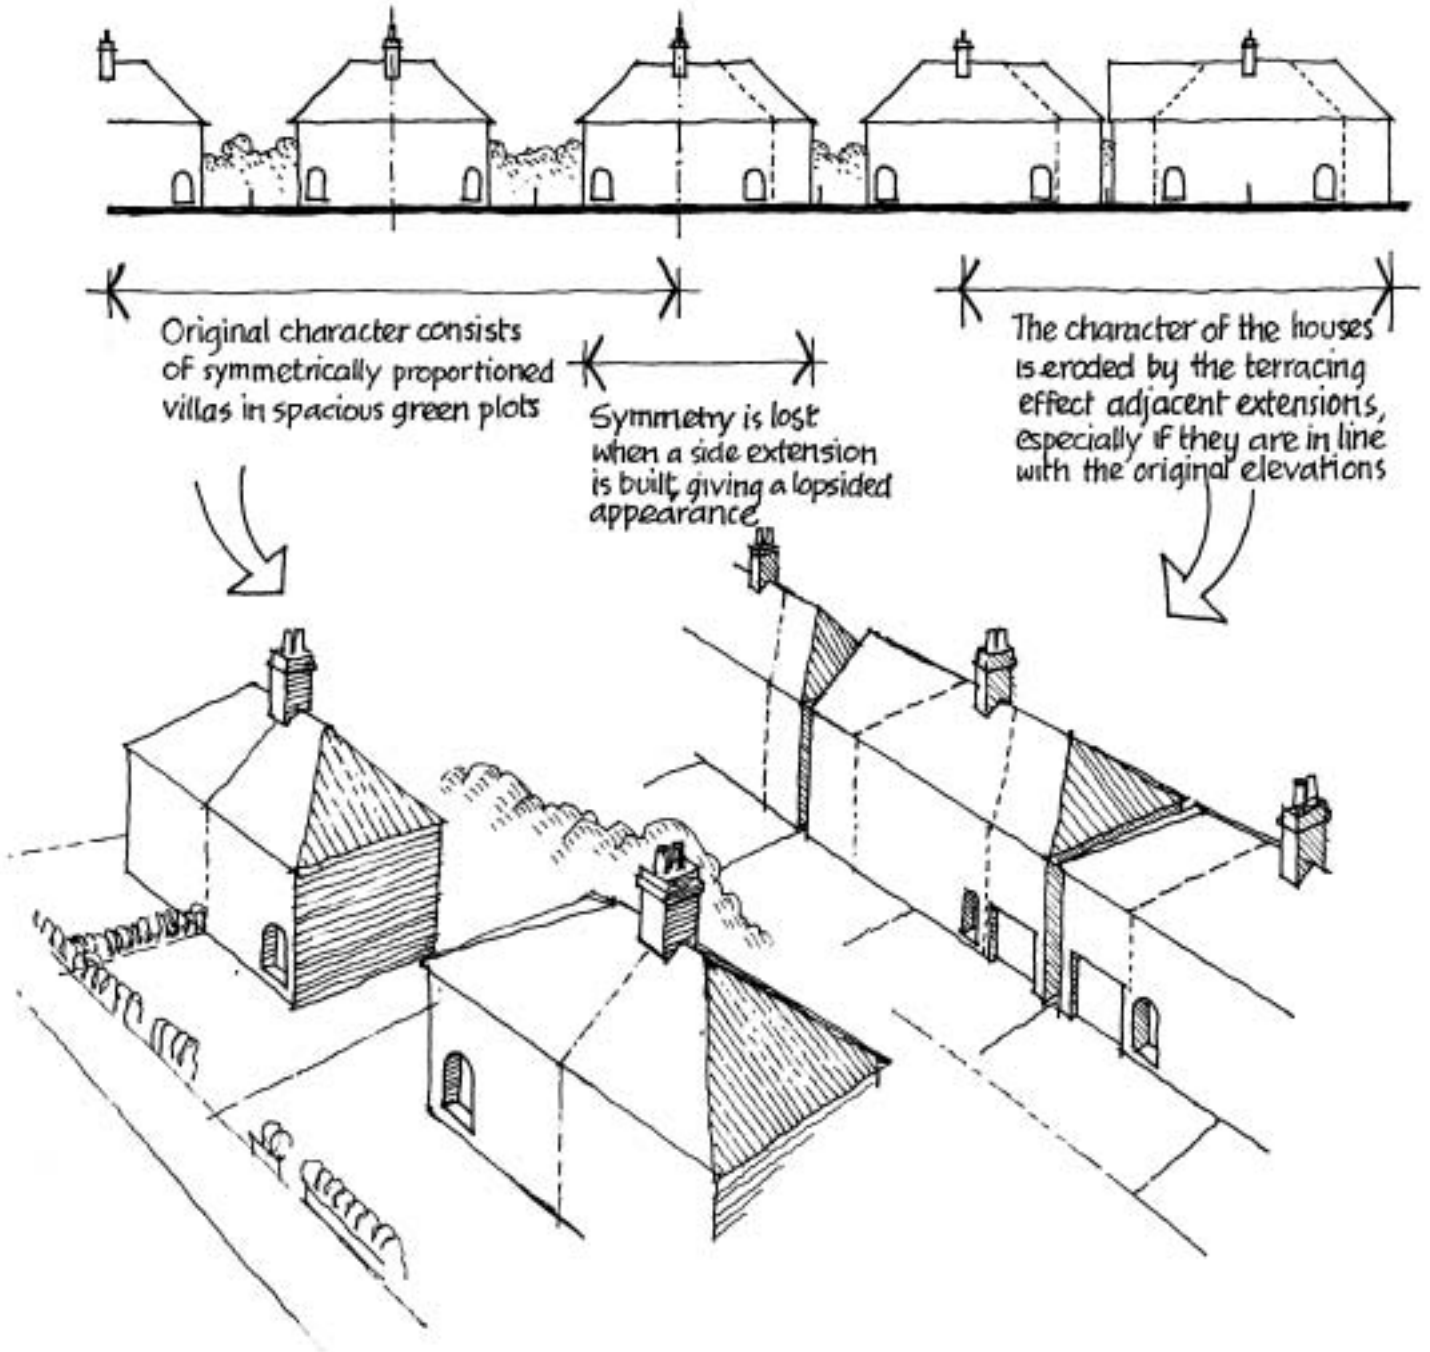 Original character consists
of symmetrically proportioned
villas in spacious green plots
Symmetry is lost
when a side extension
is built, giving a lopsided
appearance
The character of the houses
is eroded by the terracing
effect adjacent extensions,
especially if they are in line
with the original elevations